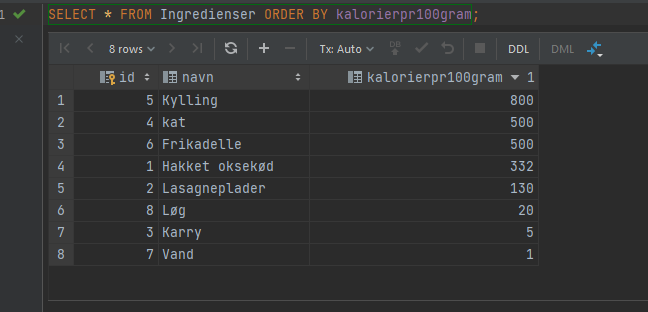 1 SELECT * FROM Ingredienser ORDER BY kalorierpr100gram;
8 rows Tx: Auto DB DDL DML
id navn kalorierpr100gram 1
1 5 Kylling 800
2 4 kat 500
3 6 Frikadelle 500
4 1 Hakket oksekød 332
5 2 Lasagneplader 130
6 8 Løg 20
7 3 Karry 5
8 7 Vand 1